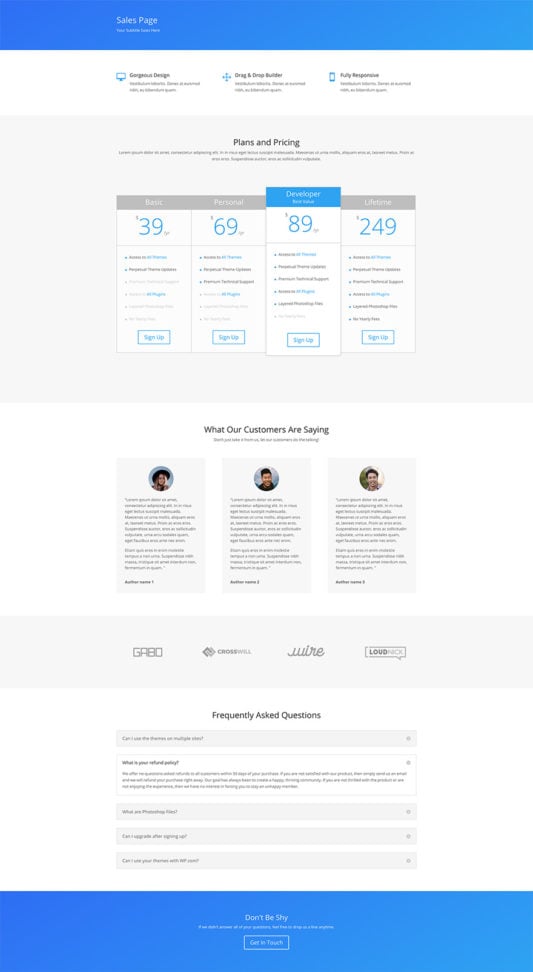 Sales Page
Your Subtitle Goes Here
Gorgeous Design
Vestibulum lobortis. Donec at euismod
nibh, eu bibendum quam.
Drag & Drop Builder
Vestibulum lobortis. Donec at euismod
nibh, eu bibendum quam.
Fully Responsive
Vestibulum lobortis. Donec at euismod
nibh, eu bibendum quam.
Plans and Pricing
Lorem ipsum dolor sit amet, consectetur adipiscing elit. In in risus eget lectus suscipit malesuada. Maecenas ut urna mollis, aliquam eros at, laoreet metus. Proin ac
eros eros. Suspendisse auctor, eros ac sollicitudin vulputate.
Basic
$39 /yr
Access to All Themes
Perpetual Theme Updates
Premium Technical Support
Access to All Plugins
Layered Photoshop Files
No Yearly Fees
Sign Up
Personal
$69 /yr
Access to All Themes
Perpetual Theme Updates
Premium Technical Support
Access to All Plugins
Layered Photoshop Files
No Yearly Fees
Sign Up
Developer
Best Value
$89 /yr
Access to All Themes
Perpetual Theme Updates
Premium Technical Support
Access to All Plugins
Layered Photoshop Files
No Yearly Fees
Sign Up
Lifetime
$249
Access to All Themes
Perpetual Theme Updates
Premium Technical Support
Access to All Plugins
Layered Photoshop Files
No Yearly Fees
Sign Up
What Our Customers Are Saying
Don't just take it from us, let our customers do the talking!
"Lorem ipsum dolor sit amet,
consectetur adipiscing elit. In in risus
eget lectus suscipit malesuada.
Maecenas ut urna mollis, aliquam eros
at, laoreet metus. Proin ac eros eros.
Suspendisse auctor, eros ac sollicitudin
vulputate, urna arcu sodales quam,
eget faucibus eros ante nec enim.
Etiam quis eros in enim molestie
tempus a non urna. Suspendisse nibh
massa, tristique sit amet interdum non,
fermentum in quam. "
Author name 1
"Lorem ipsum dolor sit amet,
consectetur adipiscing elit. In in risus
eget lectus suscipit malesuada.
Maecenas ut urna mollis, aliquam eros
at, laoreet metus. Proin ac eros eros.
Suspendisse auctor, eros ac sollicitudin
vulputate, urna arcu sodales quam,
eget faucibus eros ante nec enim.
Etiam quis eros in enim molestie
tempus a non urna. Suspendisse nibh
massa, tristique sit amet interdum non,
fermentum in quam. "
Author name 2
"Lorem ipsum dolor sit amet,
consectetur adipiscing elit. In in risus
eget lectus suscipit malesuada.
Maecenas ut urna mollis, aliquam eros
at, laoreet metus. Proin ac eros eros.
Suspendisse auctor, eros ac sollicitudin
vulputate, urna arcu sodales quam,
eget faucibus eros ante nec enim.
Etiam quis eros in enim molestie
tempus a non urna. Suspendisse nibh
massa, tristique sit amet interdum non,
fermentum in quam. "
Author name 3
GABO
CROSSWILL
wire
LOUDNICK
Frequently Asked Questions
Can I use the themes on multiple sites?
What is your refund policy?
We offer no-questions-asked refunds to all customers within 30 days of your purchase. If you are not satisfied with our product, then simply send us an email
and we will refund your purchase right away. Our goal has always been to create a happy, thriving community. If you are not thrilled with the product or are
not enjoying the experience, then we have no interest in forcing you to stay an unhappy member.
What are Photoshop Files?
Can I upgrade after signing up?
Can I use your themes with WP.com?
Don't Be Shy
If we didn't answer all of your questions, feel free to drop us a line anytime.
Get In Touch